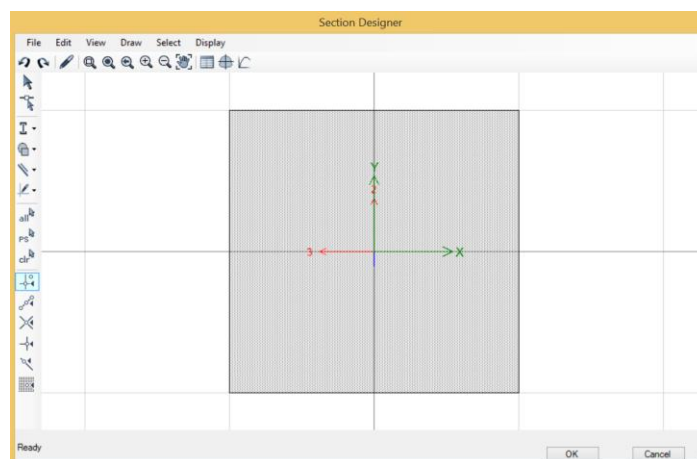 Section Designer
File Edit View Draw Select Display
all
PS
clr
Y
2
3
X
Ready
OK Cancel